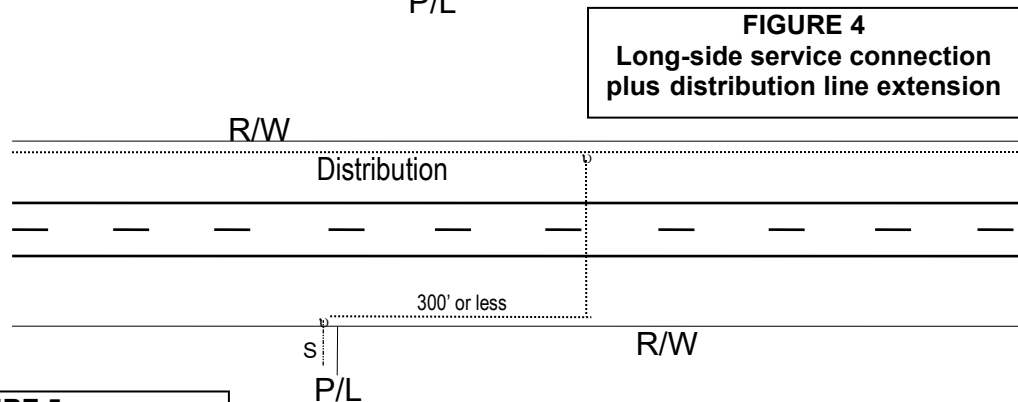 P/L
FIGURE 4
Long-side service connection
plus distribution line extension
R/W
Distribution
300' or less
S
R/W
P/L